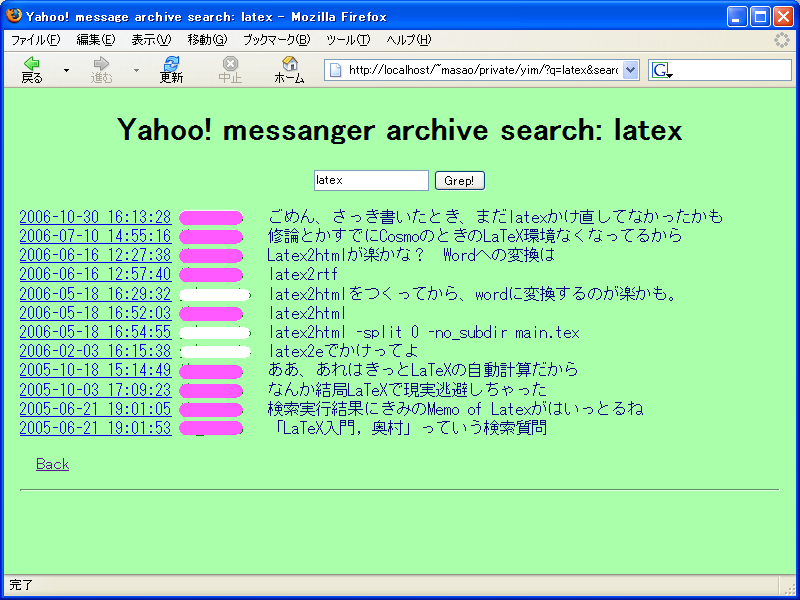 Yahoo! message archive search: latex - Mozilla Firefox
ファイル(F) 編集(E) 表示(V) 移動(G) ブックマーク(B) ツール(T) ヘルプ(H)
戻る 進む 更新 中止 ホーム http://localhost/~masao/private/yim/?q=latex&sear G
Yahoo! messanger archive search: latex
latex Grep!
2006-10-30 16:13:28 ごめん、さっき書いたとき、まだlatexかけ直してなかったかも
2006-07-10 14:55:16 修論とかすでにCosmoのときのLaTeX環境なくなってるから
2006-06-16 12:27:38 Latex2htmlが楽かな？　Wordへの変換は
2006-06-16 12:57:40 latex2rtf
2006-05-18 16:29:32 latex2htmlをつくってから、wordに変換するのが楽かも。
2006-05-18 16:52:03 latex2html
2006-05-18 16:54:55 latex2html -split 0 -no_subdir main.tex
2006-02-03 16:15:38 latex2eでかけってよ
2005-10-18 15:14:49 ああ、あれはきっとLaTeXの自動計算だから
2005-10-03 17:09:23 なんか結局LaTeXで現実逃避しちゃった
2005-06-21 19:01:05 検索実行結果にきみのMemo of Latexがはいっとるね
2005-06-21 19:01:53 「LaTeX入門，奥村」っていう検索質問
Back
完了